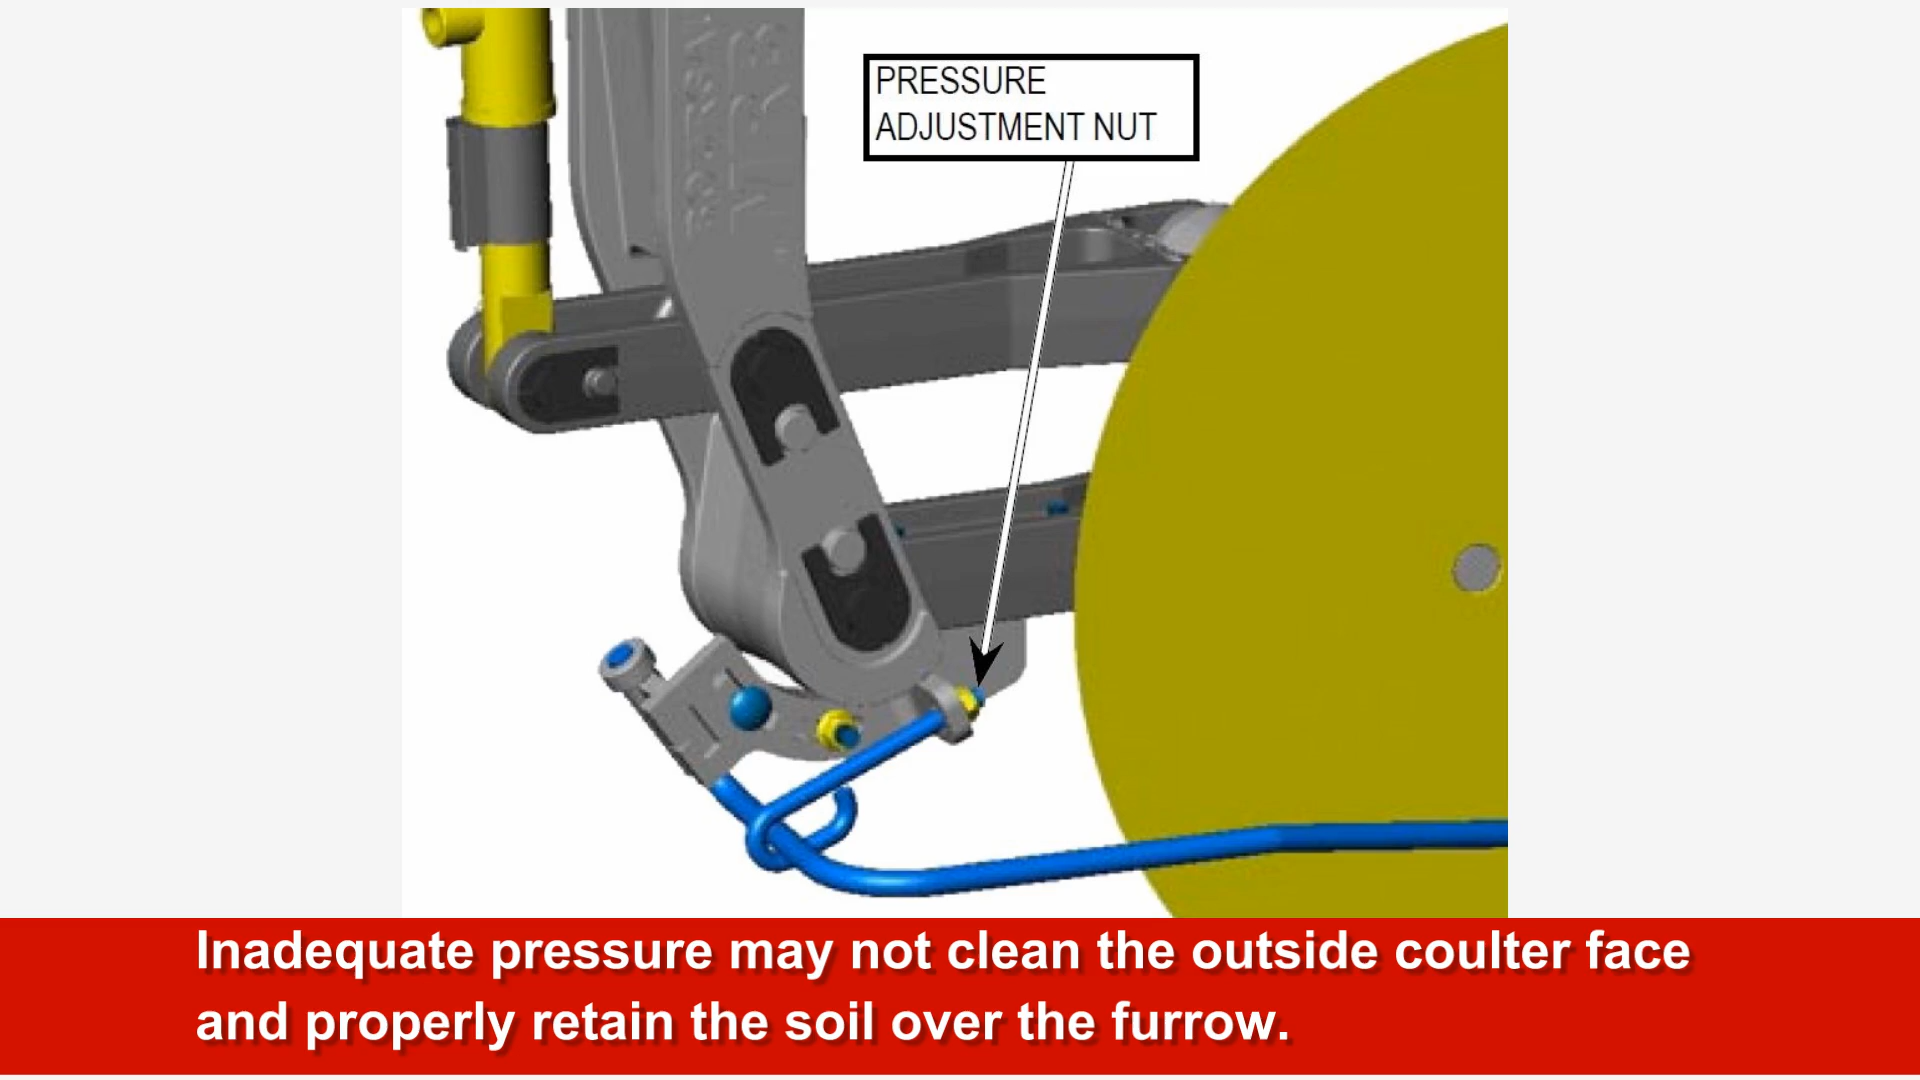 PRESSURE
ADJUSTMENT NUT
Inadequate pressure may not clean the outside coulter face
and properly retain the soil over the furrow.